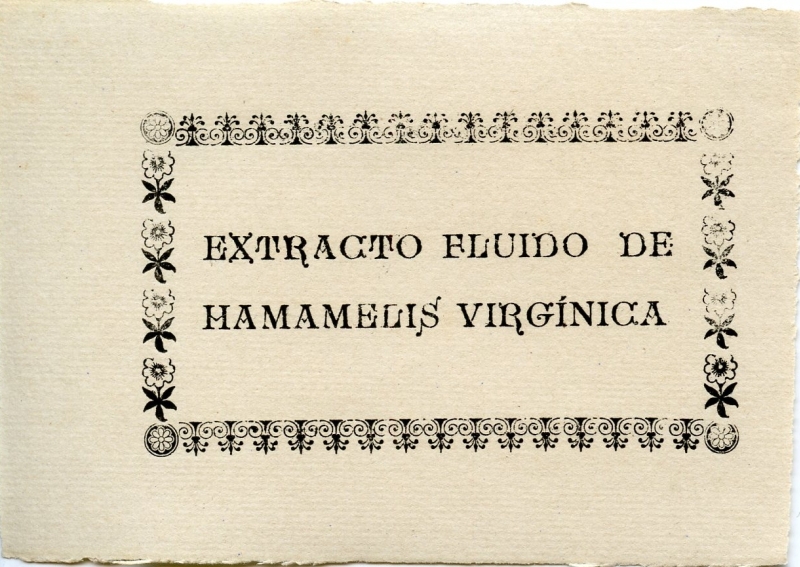 EXTRACTO FLUIDO DE
HAMAMELIS VIRGÍNICA